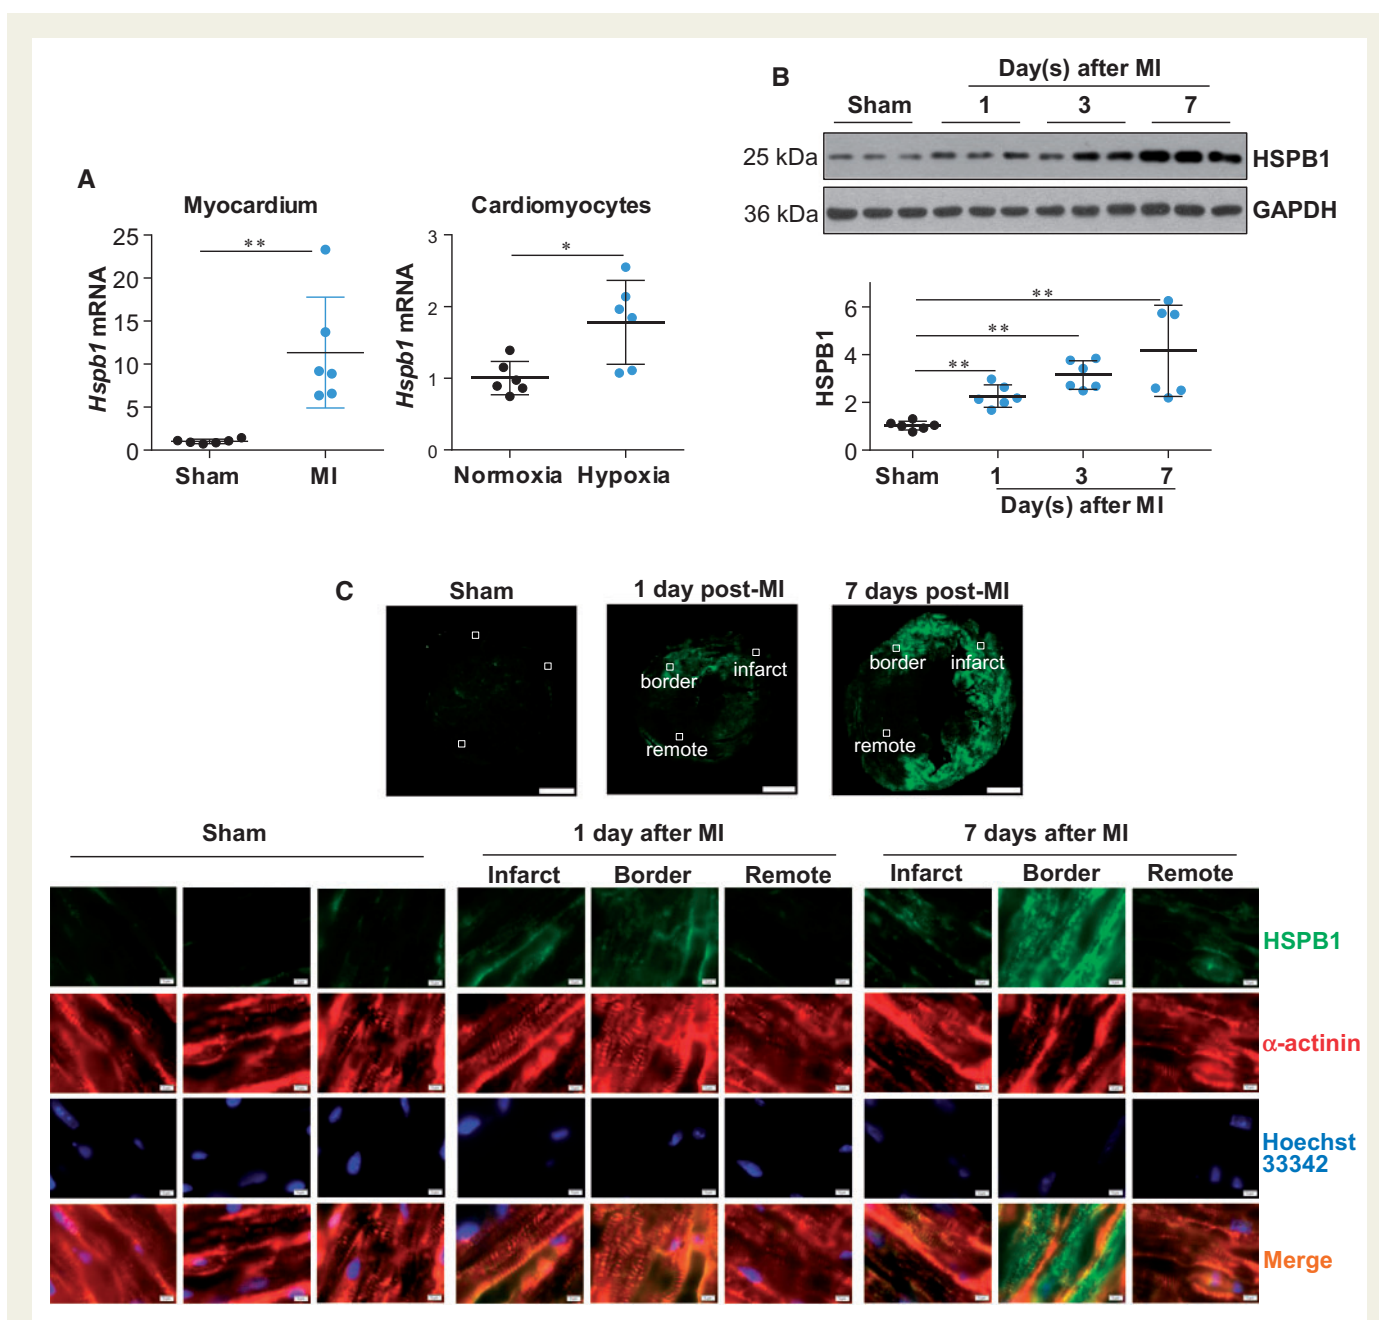 A
Myocardium
Hspb1 mRNA
25
20
15
10
5
0
**
Sham
MI
Cardiomyocytes
Hspb1 mRNA
3
2
1
0
*
Normoxia
Hypoxia
B
Day(s) after MI
Sham
1
3
7
25 kDa
HSPB1
36 kDa
GAPDH
HSPB1
6
4
2
0
**
**
**
Sham
1
3
7
Day(s) after MI
C
Sham
1 day post-MI
7 days post-MI
border
infarct
remote
border
infarct
remote
Sham
1 day after MI
7 days after MI
Infarct
Border
Remote
Infarct
Border
Remote
HSPB1
α-actinin
Hoechst
33342
Merge